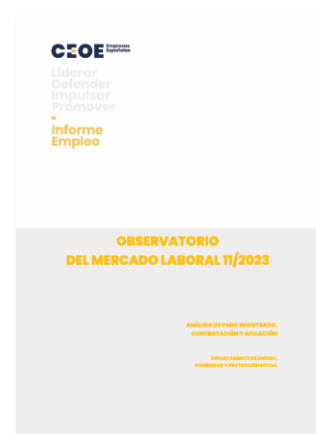 CEOE Empresas
Españolas
Liderar
Defender
Impulsar
Promover
Informe
Empleo
OBSERVATORIO
DEL MERCADO LABORAL 11/2023
ANÁLISIS DE PARO REGISTRADO,
CONTRATACIÓN Y AFILIACIÓN
DEPARTAMENTO DE EMPLEO,
DIVERSIDAD Y PROTECCIÓN SOCIAL